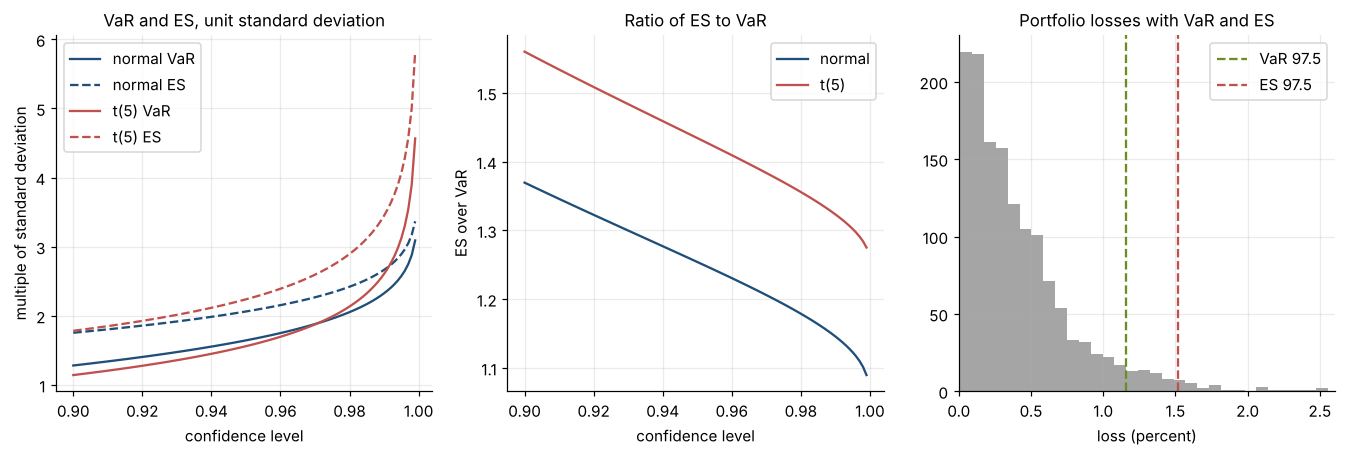 VaR and ES, unit standard deviation
multiple of standard deviation
6
5
4
3
2
1
normal VaR
normal ES
t(5) VaR
t(5) ES
0.90 0.92 0.94 0.96 0.98 1.00
confidence level
Ratio of ES to VaR
ES over VaR
1.5
1.4
1.3
1.2
1.1
normal
t(5)
0.90 0.92 0.94 0.96 0.98 1.00
confidence level
Portfolio losses with VaR and ES
200
150
100
50
0
VaR 97.5
ES 97.5
0.0 0.5 1.0 1.5 2.0 2.5
loss (percent)